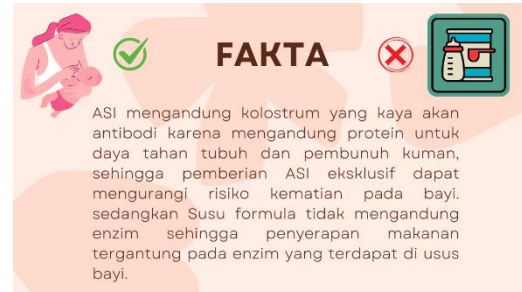 FAKTA
ASI mengandung kolostrum yang kaya akan
antibodi karena mengandung protein untuk
daya tahan tubuh dan pembunuh kuman,
sehingga pemberian ASI eksklusif dapat
mengurangi risiko kematian pada bayi.
sedangkan Susu formula tidak mengandung
enzim sehingga penyerapan makanan
tergantung pada enzim yang terdapat di usus
bayi.